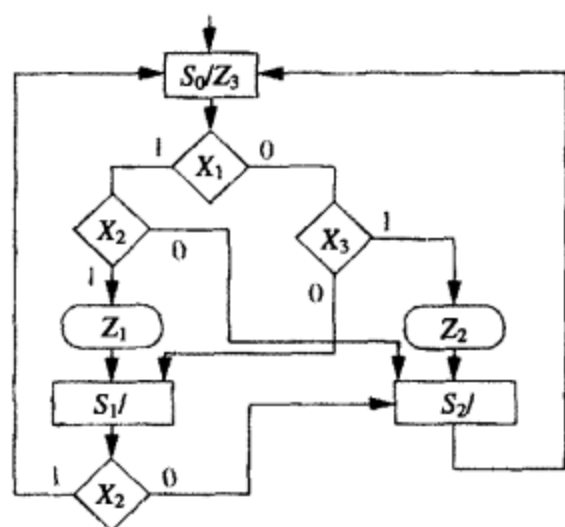 S₀/Z₃
1 0
X₁
X₂ 0
X₃ 1
1
0
Z₁
Z₂
S₁/
S₂/
1 0
X₂